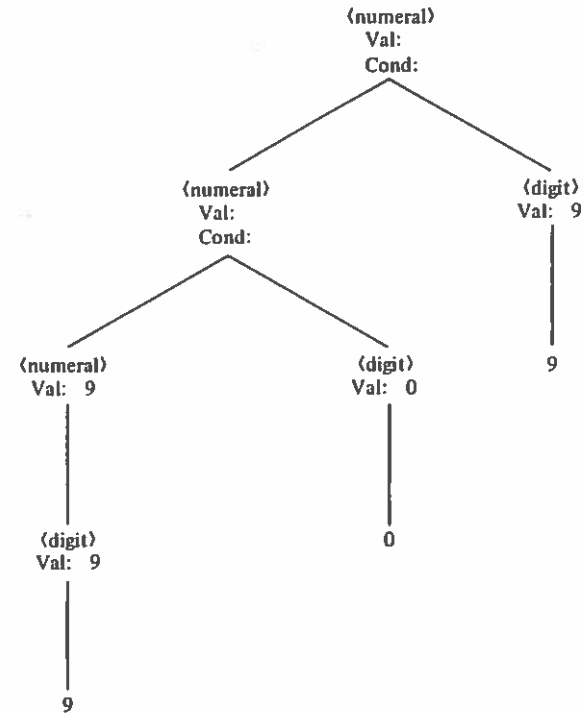 ⟨numeral⟩
Val:
Cond:
⟨numeral⟩
Val:
Cond:
⟨digit⟩
Val: 9
⟨numeral⟩
Val: 9
⟨digit⟩
Val: 0
9
⟨digit⟩
Val: 9
0
9